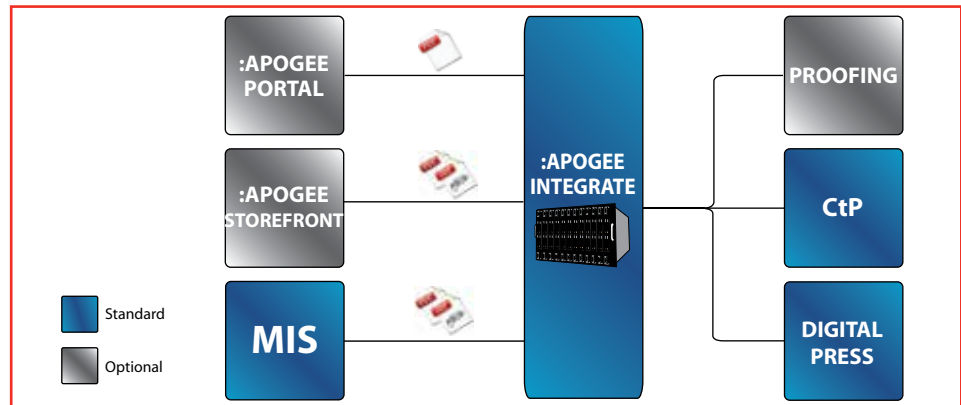 :APOGEE
PORTAL
PROOFING
:APOGEE
STOREFRONT
:APOGEE
INTEGRATE
CtP
MIS
DIGITAL
PRESS
Standard
Optional